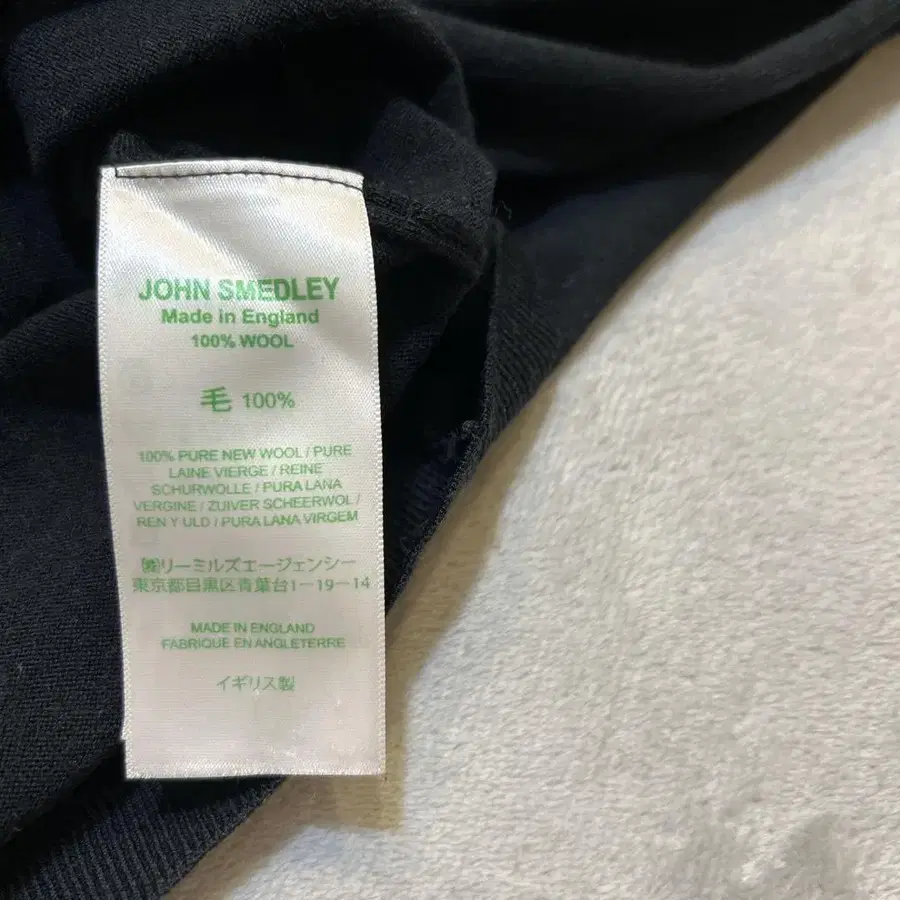 JOHN SMEDLEY
Made in England
100% WOOL
毛 100%
100% PURE NEW WOOL / PURE
LAINE VIERGE / REINE
SCHURWOLLE / PURA LANA
VERGINE / ZUIVER SCHEERWOL /
REN Y ULD / PURA LANA VIRGEM
㈱リーミルズエージェンシー
東京都目黒区青葉台1-19-14
MADE IN ENGLAND
FABRIQUE EN ANGLETERRE
イギリス製